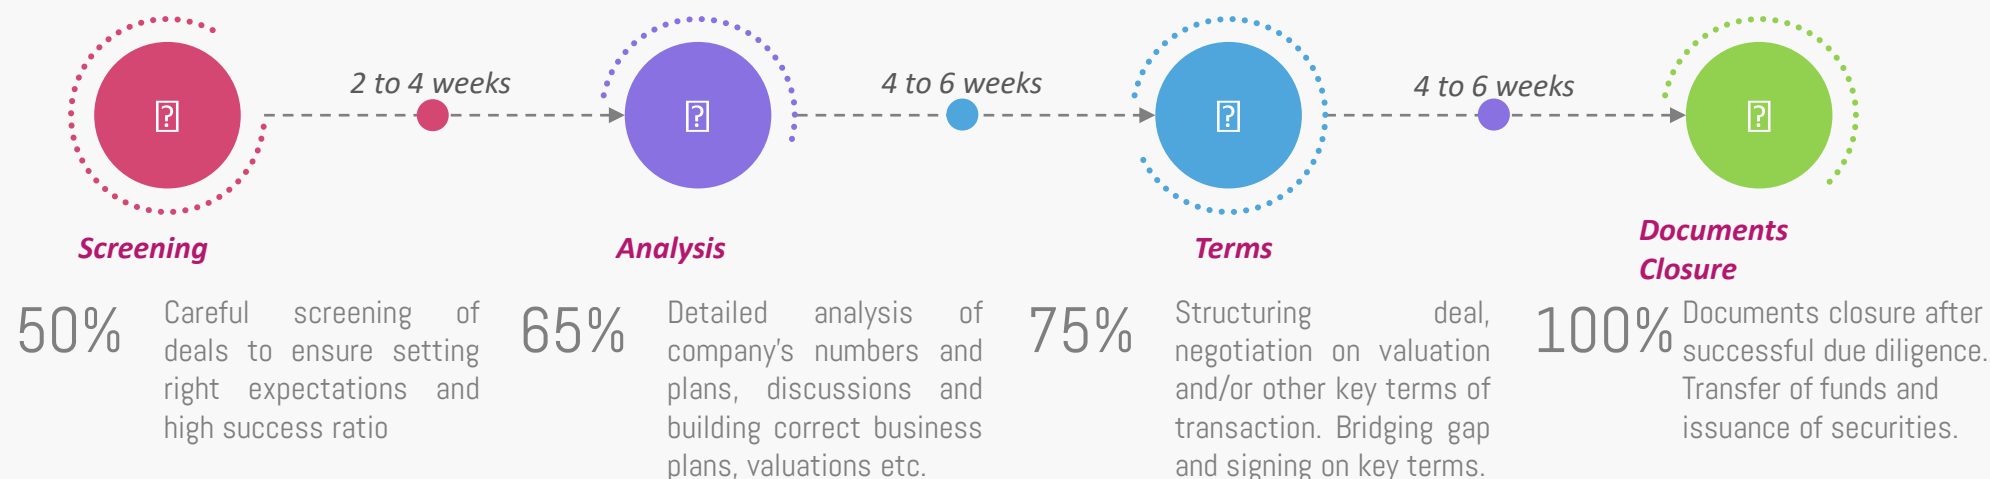 2 to 4 weeks
4 to 6 weeks
4 to 6 weeks
Screening
50%
Careful screening of
deals to ensure setting
right expectations and
high success ratio
Analysis
65%
Detailed analysis of
company's numbers and
plans, discussions and
building correct business
plans, valuations etc.
Terms
75%
Structuring deal,
negotiation on valuation
and/or other key terms of
transaction. Bridging gap
and signing on key terms.
Documents
Closure
100%
Documents closure after
successful due diligence.
Transfer of funds and
issuance of securities.